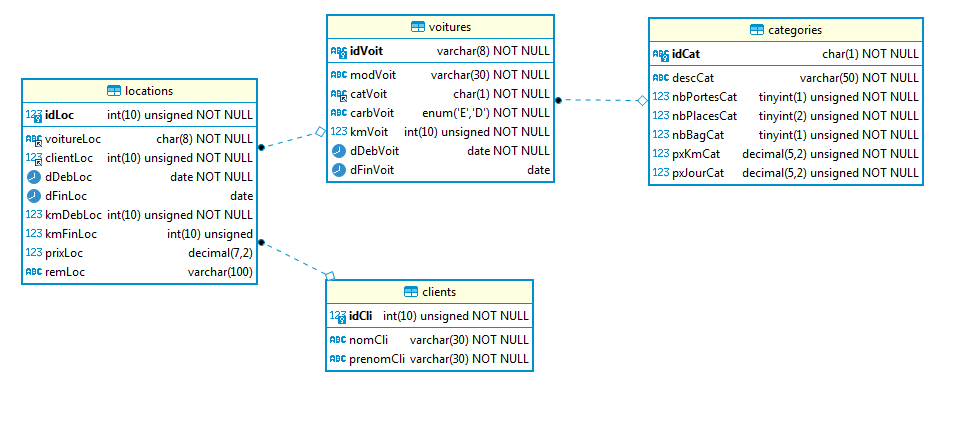 voitures
idVoit varchar(8) NOT NULL
modVoit varchar(30) NOT NULL
catVoit char(1) NOT NULL
carbVoit enum('E','D') NOT NULL
kmVoit int(10) unsigned NOT NULL
dDebVoit date NOT NULL
dFinVoit date
categories
idCat char(1) NOT NULL
descCat varchar(50) NOT NULL
nbPortesCat tinyint(1) unsigned NOT NULL
nbPlacesCat tinyint(2) unsigned NOT NULL
nbBagCat tinyint(1) unsigned NOT NULL
pxKmCat decimal(5,2) unsigned NOT NULL
pxJourCat decimal(5,2) unsigned NOT NULL
locations
idLoc int(10) unsigned NOT NULL
voitureLoc char(8) NOT NULL
clientLoc int(10) unsigned NOT NULL
dDebLoc date NOT NULL
dFinLoc date
kmDebLoc int(10) unsigned NOT NULL
kmFinLoc int(10) unsigned
prixLoc decimal(7,2)
remLoc varchar(100)
clients
idCli int(10) unsigned NOT NULL
nomCli varchar(30) NOT NULL
prenomCli varchar(30) NOT NULL